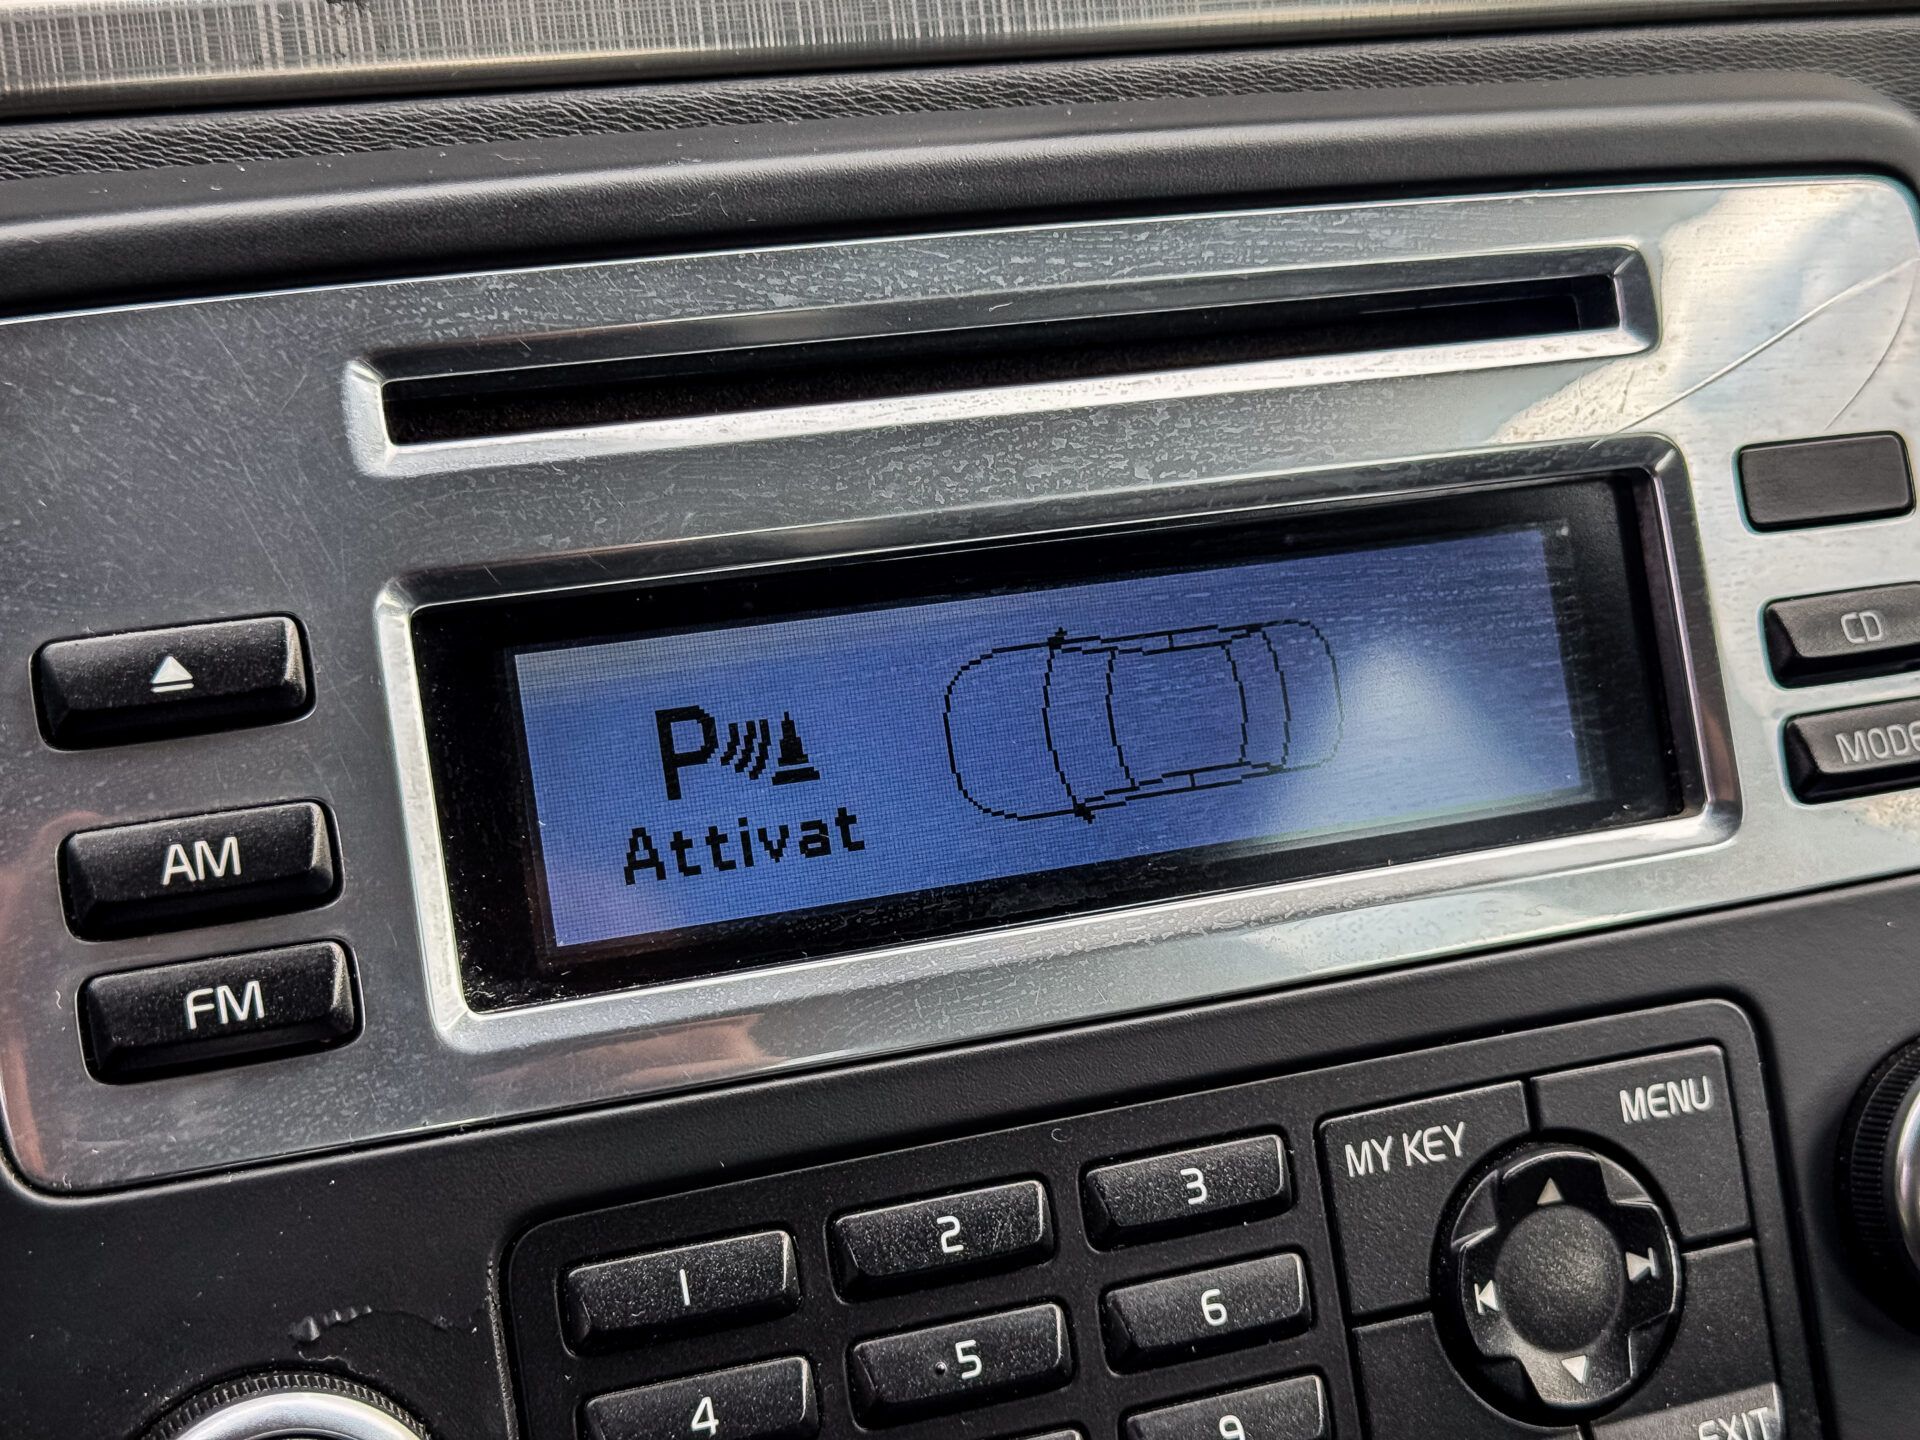 CD
P
Attivat
MODE
AM
FM
MENU
MY KEY
1
2
3
4
5
6
9
EXIT